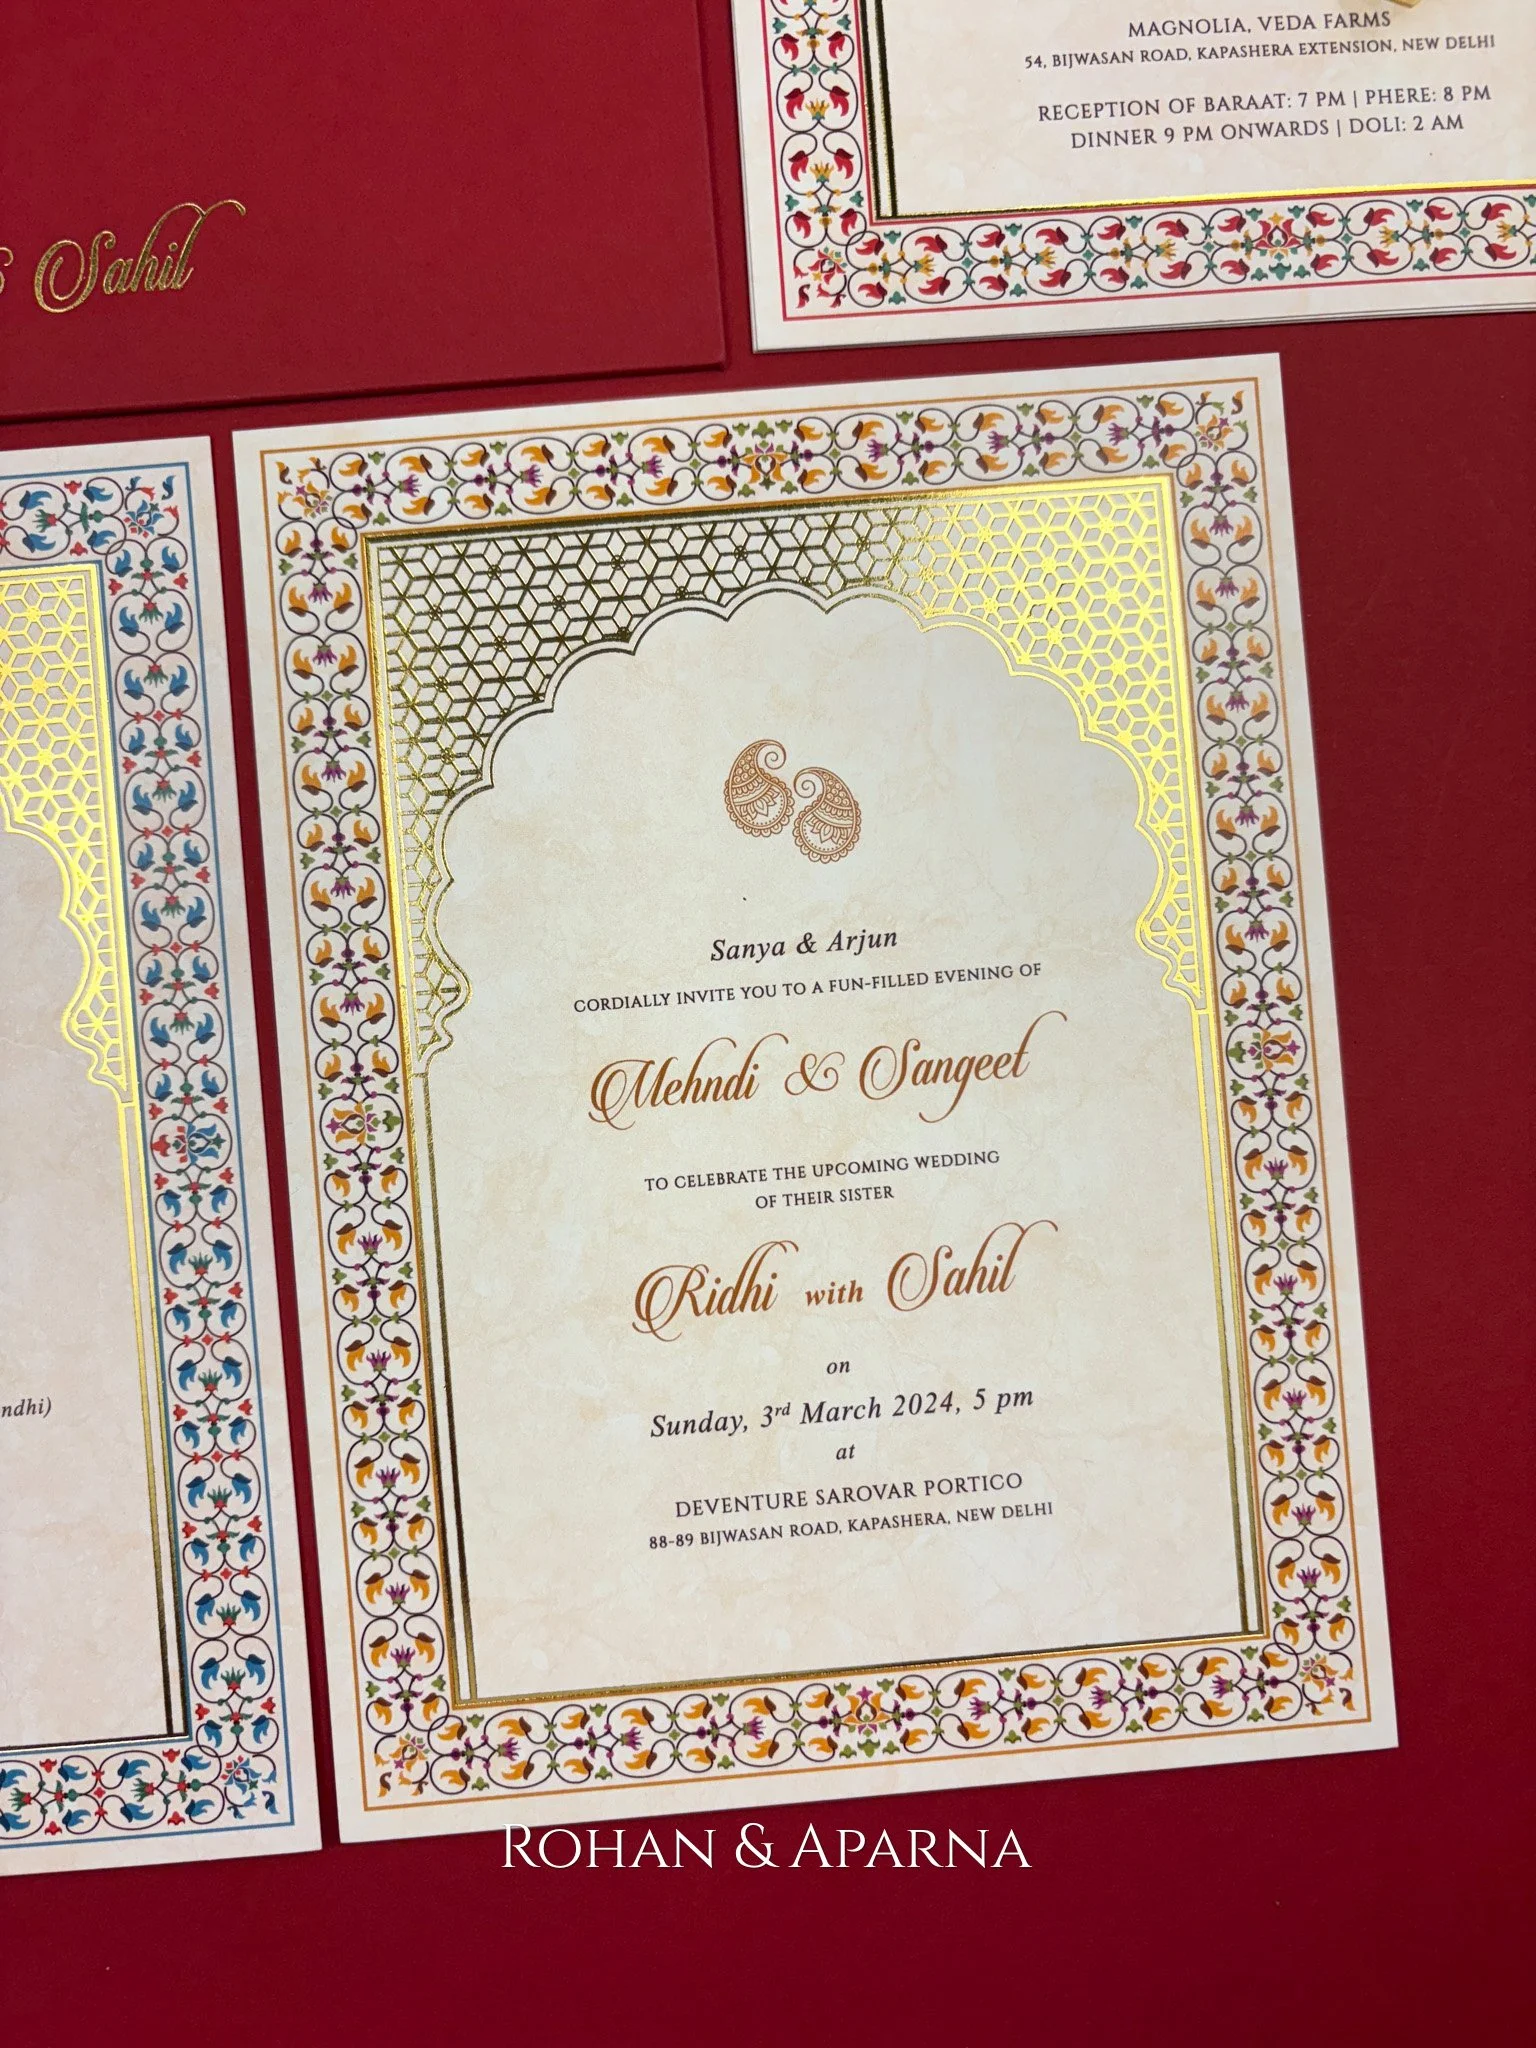 MAGNOLIA, VEDA FARMS
54, BIJWASAN ROAD, KAPASHERA EXTENSION, NEW DELHI
RECEPTION OF BARAAT: 7 PM | PHERE: 8 PM
DINNER 9 PM ONWARDS | DOLI: 2 AM
Sahil
Sanya & Arjun
CORDIALLY INVITE YOU TO A FUN-FILLED EVENING OF
Mehndi & Sangeet
TO CELEBRATE THE UPCOMING WEDDING
OF THEIR SISTER
Ridhi with Sahil
on
Sunday, 3rd March 2024, 5 pm
at
DEVENTURE SAROVAR PORTICO
88-89 BIJWASAN ROAD, KAPASHERA, NEW DELHI
ROHAN & APARNA